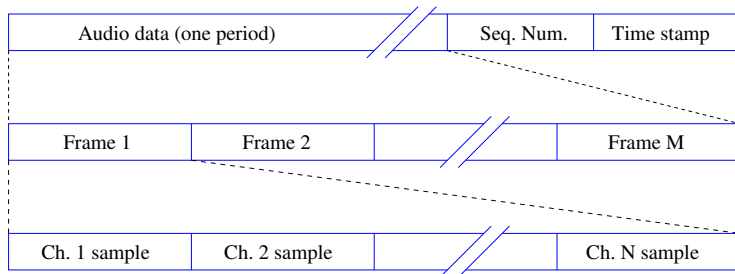 Audio data (one period) Seq. Num. Time stamp
Frame 1 Frame 2 Frame M
Ch. 1 sample Ch. 2 sample Ch. N sample